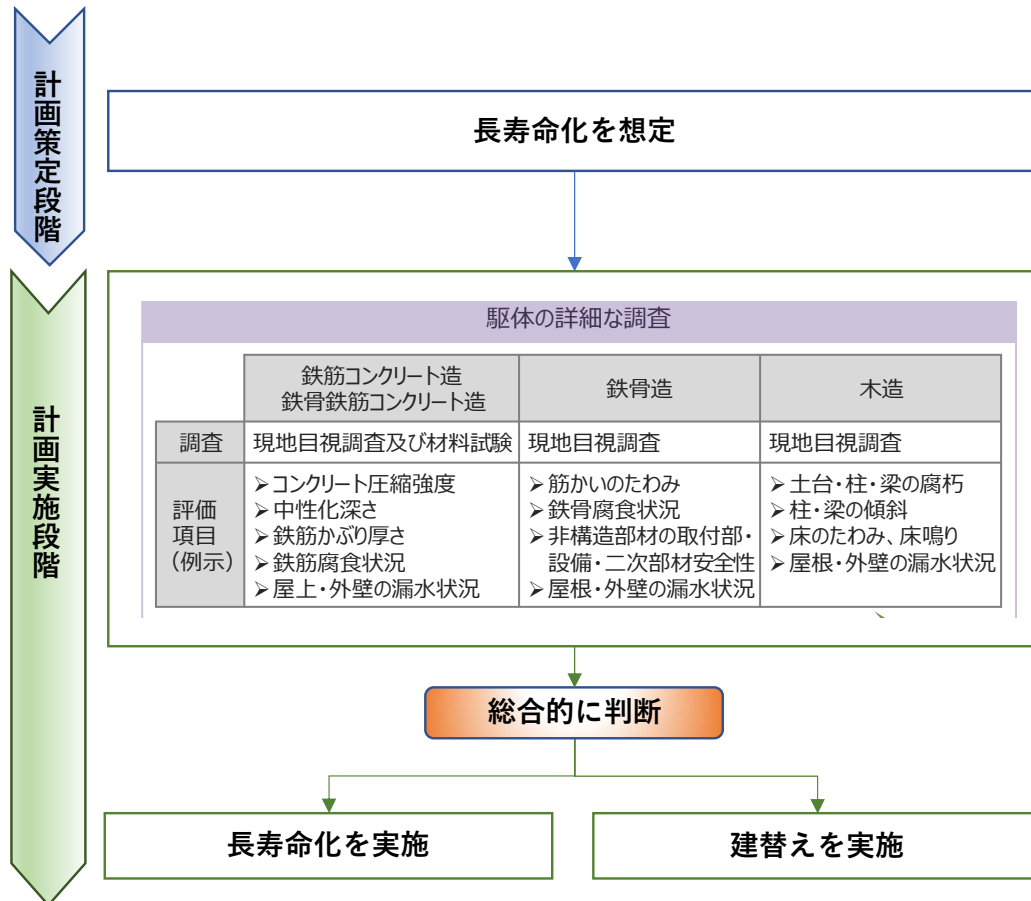 計画策定段階
長寿命化を想定
計画実施段階
駆体の詳細な調査
鉄筋コンクリート造
鉄骨鉄筋コンクリート造
鉄骨造
木造
調査
現地目視調査及び材料試験
現地目視調査
現地目視調査
評価
項目
(例示)
➢コンクリート圧縮強度
➢中性化深さ
➢鉄筋かぶり厚さ
➢鉄筋腐食状況
➢屋上・外壁の漏水状況
➢筋かいのたわみ
➢鉄骨腐食状況
➢非構造部材の取付部・
設備・二次部材安全性
➢屋根・外壁の漏水状況
➢土台・柱・梁の腐朽
➢柱・梁の傾斜
➢床のたわみ、床鳴り
➢屋根・外壁の漏水状況
総合的に判断
長寿命化を実施
建替えを実施